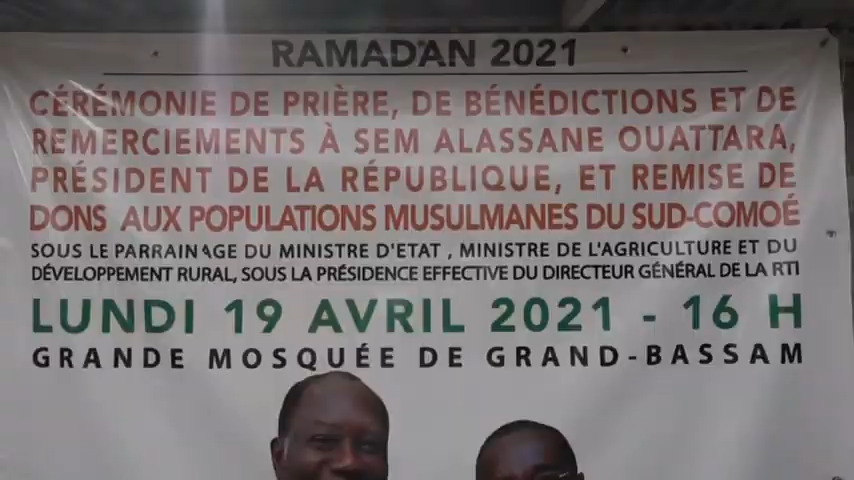 RAMADAN 2021
CÉRÉMONIE DE PRIÈRE, DE BÉNÉDICTIONS ET DE
REMERCIEMENTS À SEM ALASSANE OUATTARA,
PRÉSIDENT DE LA RÉPUBLIQUE, ET REMISE DE
DONS AUX POPULATIONS MUSULMANES DU SUD-COMOÉ
SOUS LE PARRAINAGE DU MINISTRE D'ETAT , MINISTRE DE L'AGRICULTURE ET DU
DÉVELOPPEMENT RURAL, SOUS LA PRÉSIDENCE EFFECTIVE DU DIRECTEUR GÉNÉRAL DE LA RTI
LUNDI 19 AVRIL 2021 - 16 H
GRANDE MOSQUÉE DE GRAND-BASSAM